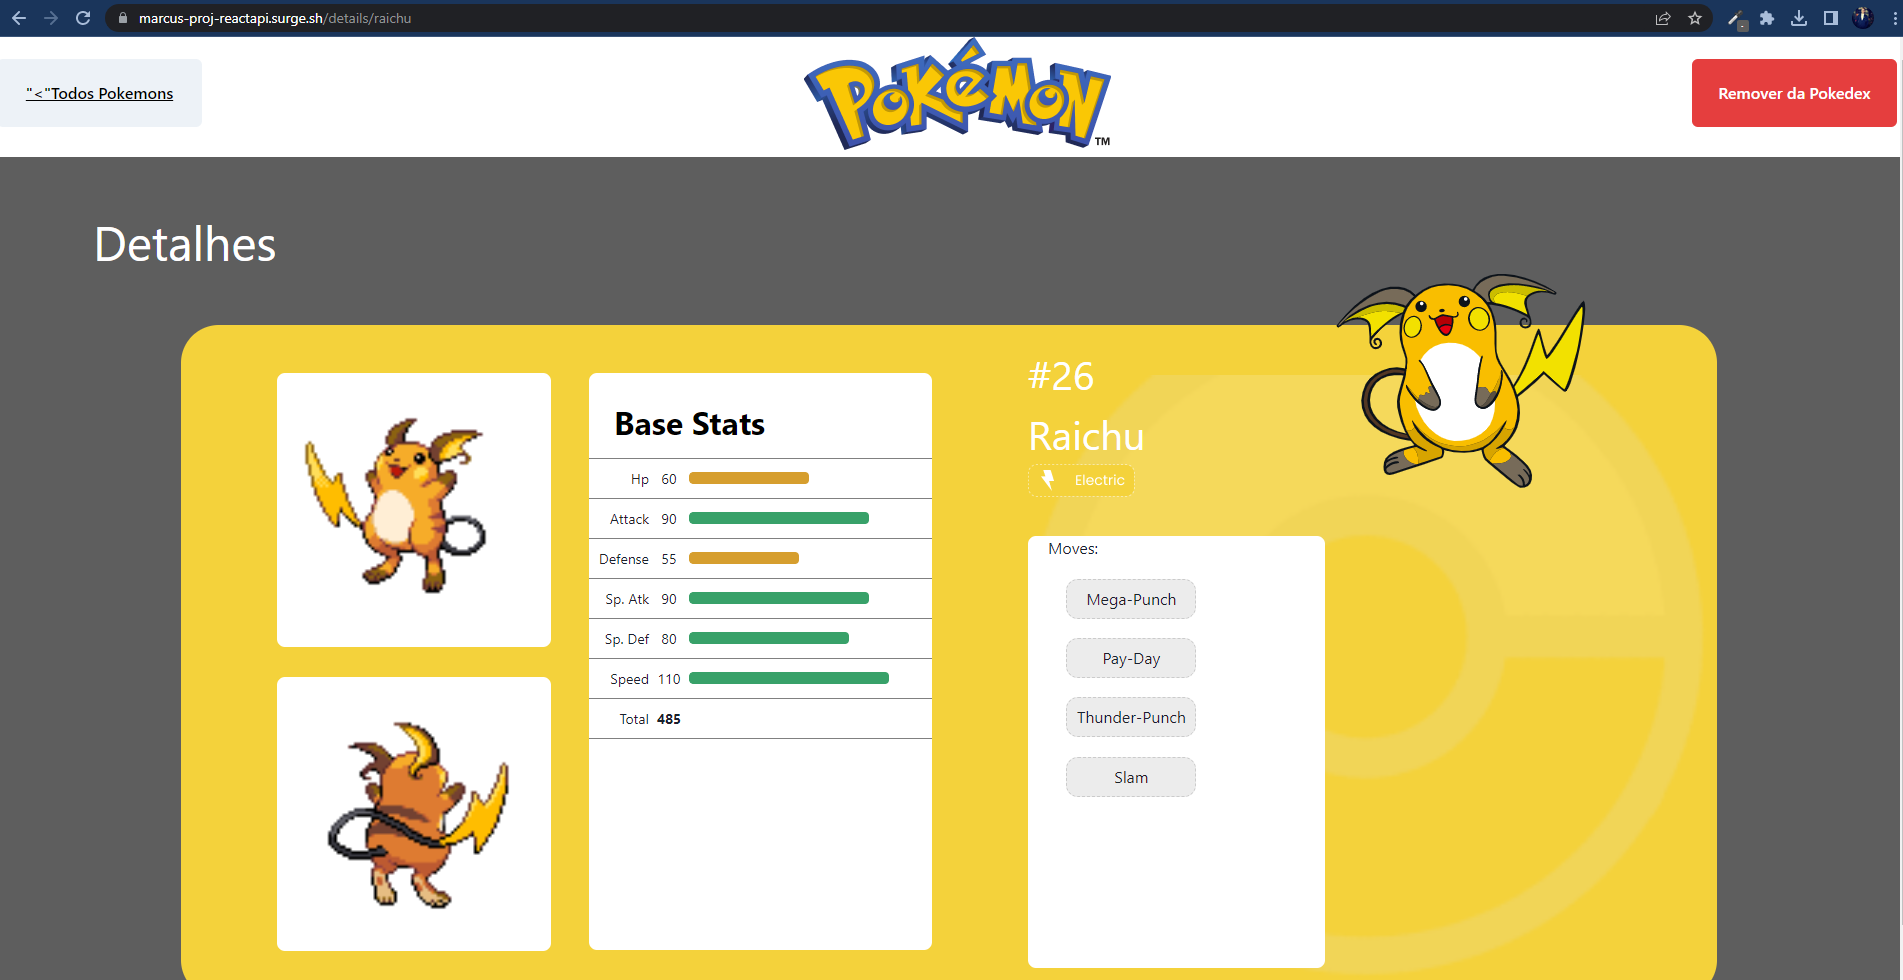 marcus-proj-reactapi.surge.sh/details/raichu
"<"Todos Pokemons
POKéMON
TM
Remover da Pokedex
Detalhes
Base Stats
Hp 60
Attack 90
Defense 55
Sp. Atk 90
Sp. Def 80
Speed 110
Total 485
#26
Raichu
Electric
Moves:
Mega-Punch
Pay-Day
Thunder-Punch
Slam